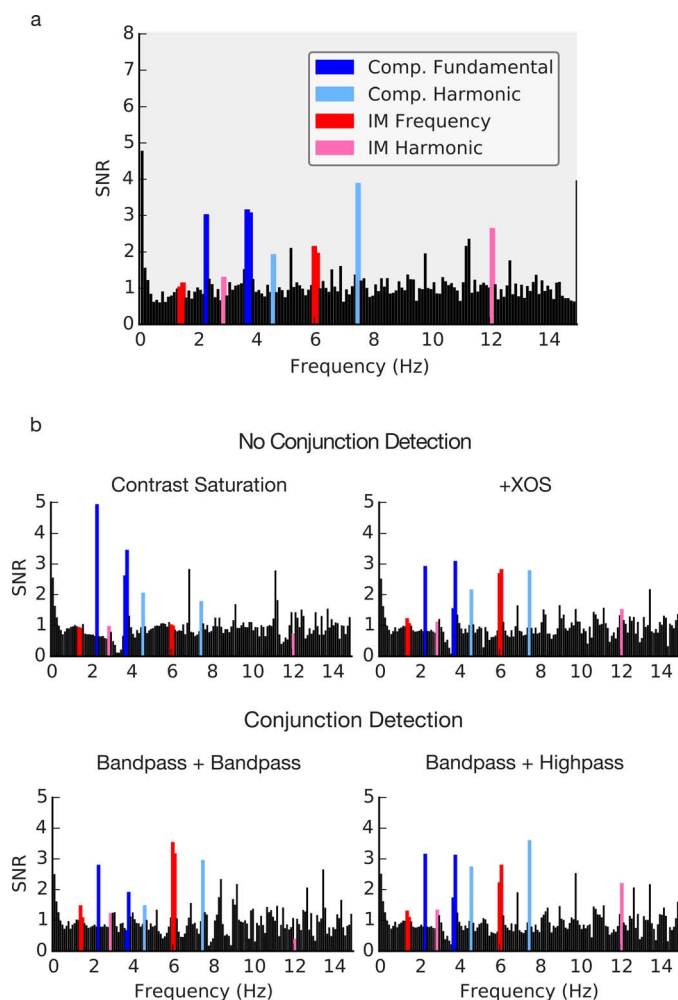 a
8
7
6
5
4
3
2
1
0
SNR
Comp. Fundamental
Comp. Harmonic
IM Frequency
IM Harmonic
0 2 4 6 8 10 12 14
Frequency (Hz)
b
No Conjunction Detection
Contrast Saturation
+XOS
5
4
3
2
1
0
SNR
0 2 4 6 8 10 12 14
5
4
3
2
1
0
0 2 4 6 8 10 12 14
Conjunction Detection
Bandpass + Bandpass
Bandpass + Highpass
5
4
3
2
1
0
SNR
0 2 4 6 8 10 12 14
Frequency (Hz)
5
4
3
2
1
0
0 2 4 6 8 10 12 14
Frequency (Hz)